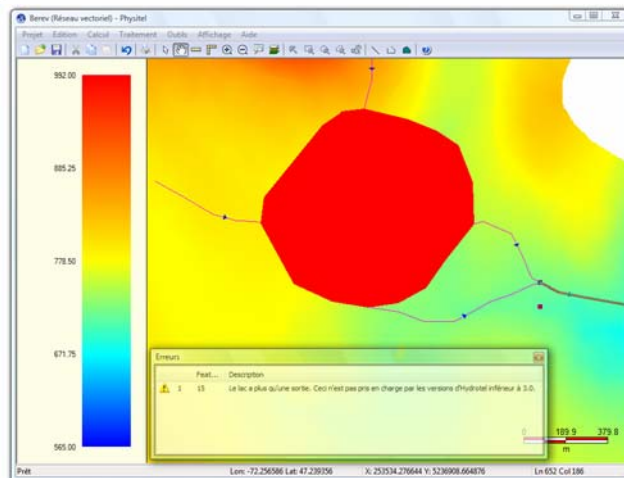 Berev (Réseau vectoriel) - Physitel
Projet Edition Calcul Traitement Outils Affichage Aide
992.00
885.25
778.50
671.75
565.00
Erreurs
Feat... Description
1 15 Le lac a plus qu'une sortie. Ceci n'est pas pris en charge par les versions d'Hydrotel inférieur à 3.0.
0 189.9 379.8
m
Prêt Lon: -72.256586 Lat: 47.239356 X: 253534.276644 Y: 5236908.664876 Ln 652 Col 186